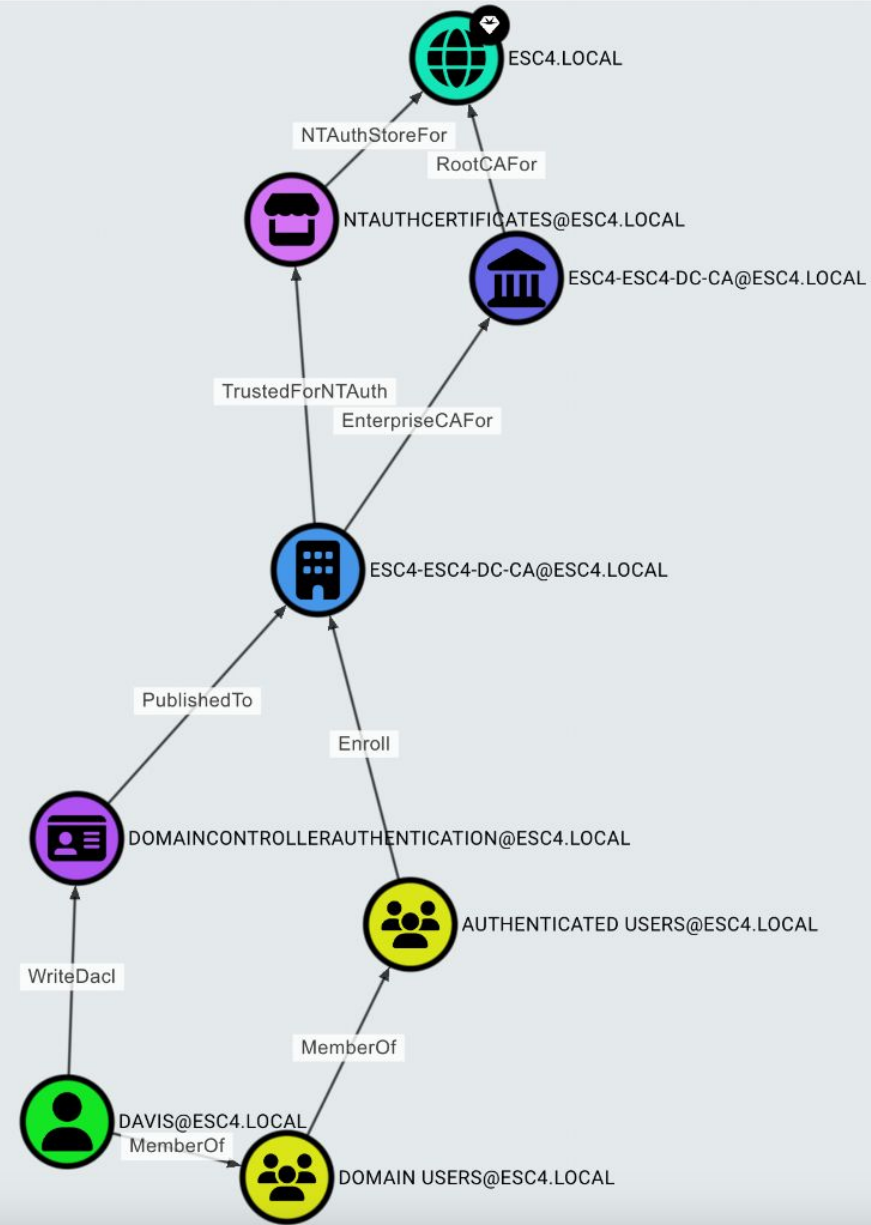 ESC4.LOCAL
NTAuthStoreFor
RootCAFor
NTAUTHCERTIFICATES@ESC4.LOCAL
ESC4-ESC4-DC-CA@ESC4.LOCAL
TrustedForNTAuth
EnterpriseCAFor
ESC4-ESC4-DC-CA@ESC4.LOCAL
PublishedTo
Enroll
DOMAINCONTROLLERAUTHENTICATION@ESC4.LOCAL
AUTHENTICATED USERS@ESC4.LOCAL
WriteDacl
MemberOf
DAVIS@ESC4.LOCAL
MemberOf
DOMAIN USERS@ESC4.LOCAL